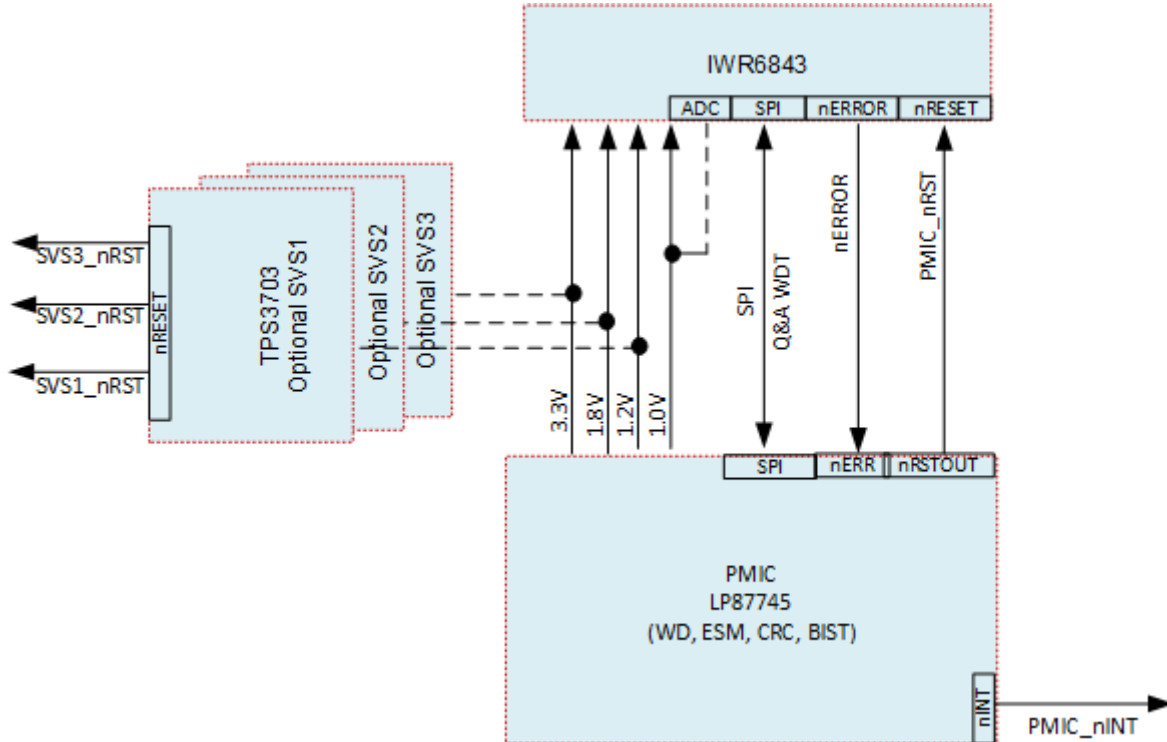 IWR6843
ADC
SPI
nERROR
nRESET
SVS3_nRST
SVS2_nRST
SVS1_nRST
nRESET
TPS3703
Optional SVS1
Optional SVS2
Optional SVS3
3.3V
1.8V
1.2V
1.0V
SPI
Q&A WDT
nERROR
PMIC_nRST
SPI
nERR
nRSTOUT
PMIC
LP87745
(WD, ESM, CRC, BIST)
nINT
PMIC_nINT